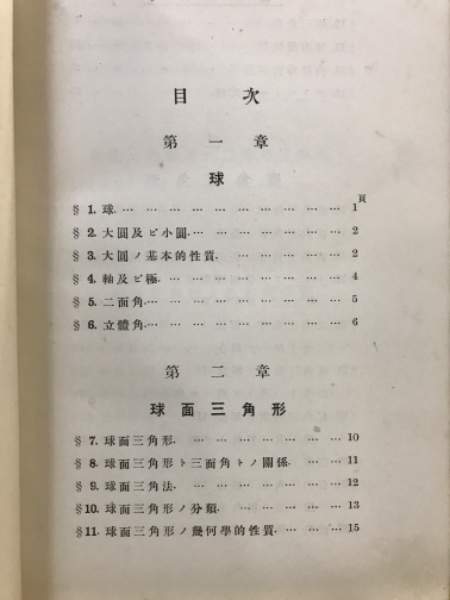 目次
第一章
球
頁
§ 1. 球. … … … … … … … … … … 1
§ 2. 大圓及ビ小圓… … … … … … … … 2
§ 3. 大圓ノ基本的性質… … … … … … … 2
§ 4. 軸及ビ極… … … … … … … … … 4
§ 5. 二面角… … … … … … … … … … 5
§ 6. 立體角… … … … … … … … … … 6
第二章
球面三角形
§ 7. 球面三角形. … … … … … … … … 10
§ 8. 球面三角形ト三面角トノ關係. … … … … 11
§ 9. 球面三角法. … … … … … … … … 12
§10. 球面三角形ノ分類. … … … … … … 13
§11. 球面三角形ノ幾何學的性質. … … … … 15